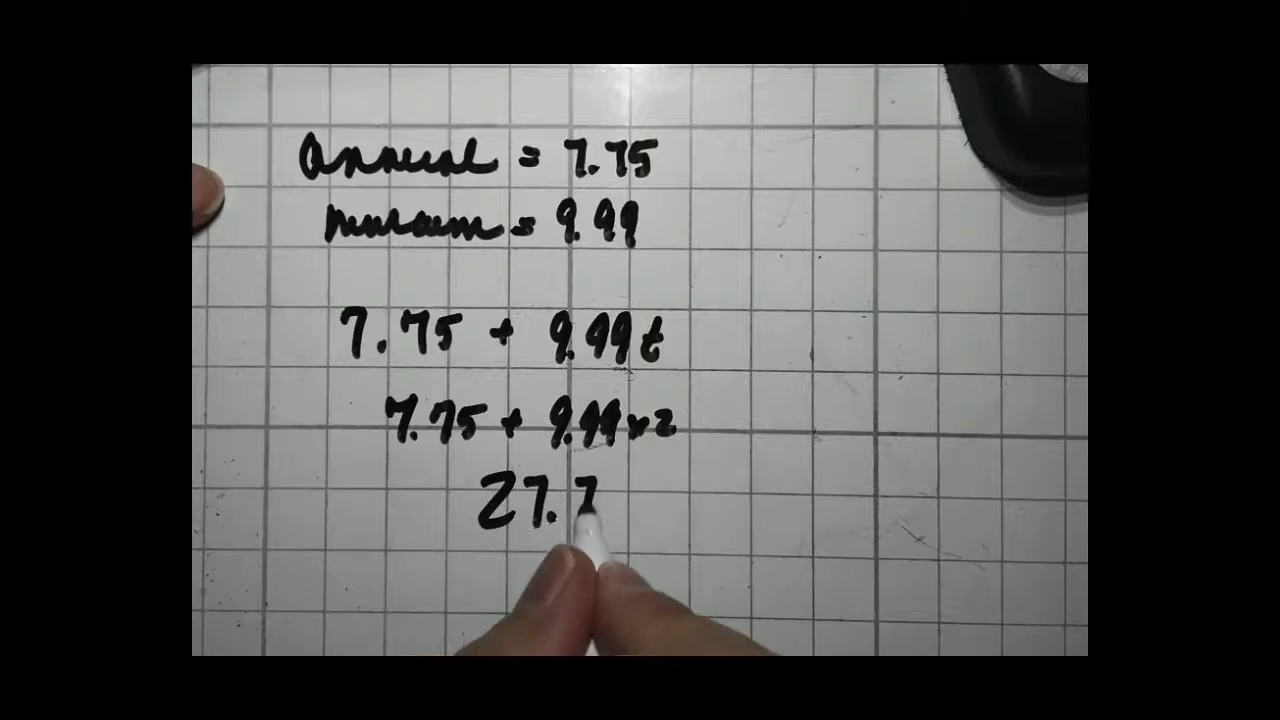 annual = 7.75
= 9.99
7.75 + 9.99t
7.75 + 9.99 x 2
27.7